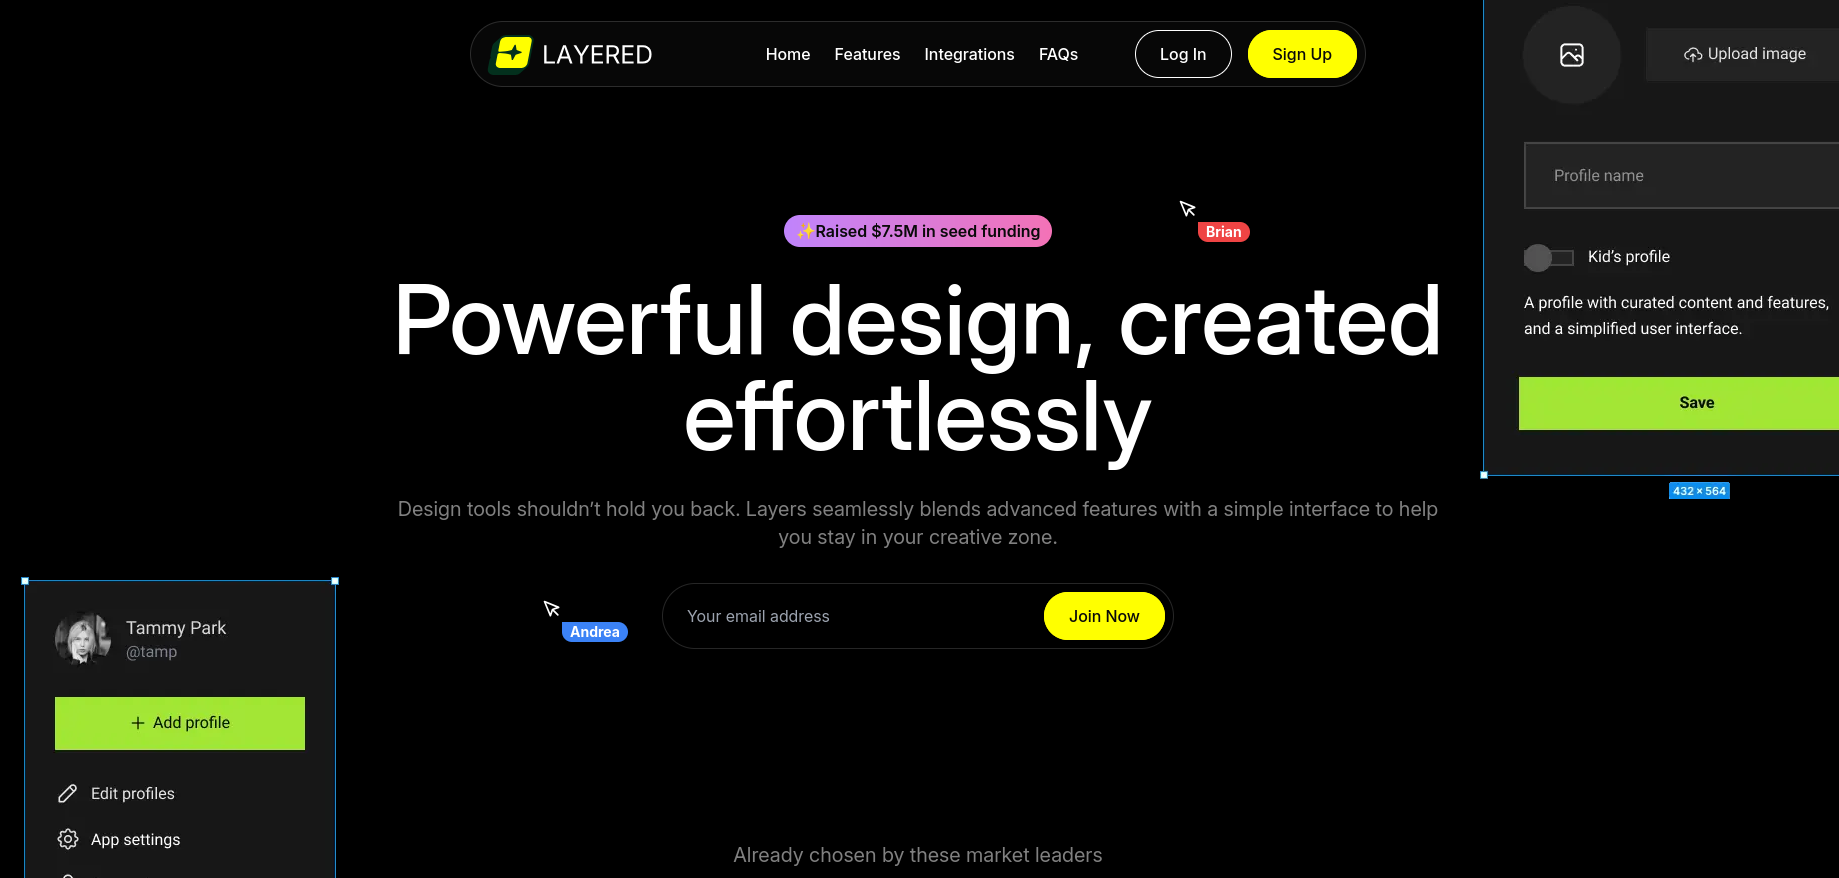 LAYERED
Home
Features
Integrations
FAQs
Log In
Sign Up
Upload image
Profile name
Kid’s profile
A profile with curated content and features,
and a simplified user interface.
Save
432 × 564
✨Raised $7.5M in seed funding
Brian
Powerful design, created
effortlessly
Design tools shouldn’t hold you back. Layers seamlessly blends advanced features with a simple interface to help
you stay in your creative zone.
Your email address
Join Now
Andrea
Tammy Park
@tamp
Add profile
Edit profiles
App settings
Already chosen by these market leaders